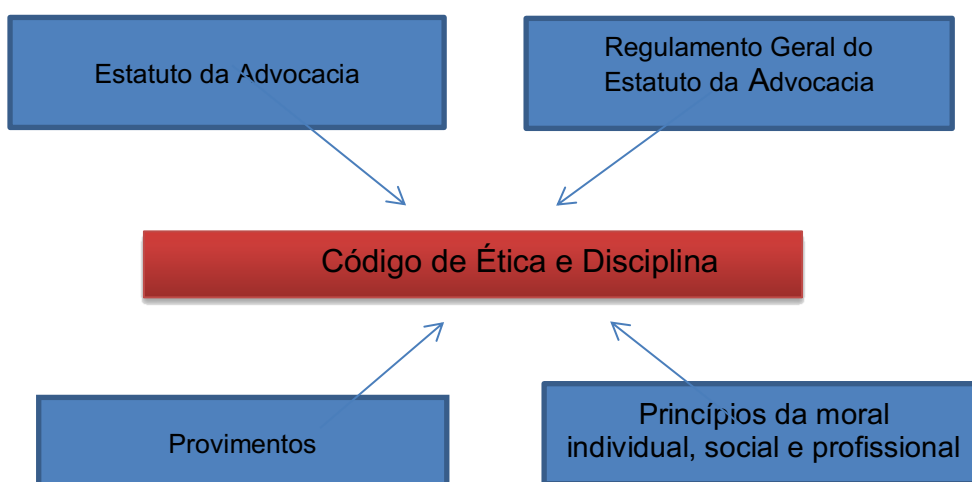 Estatuto da Advocacia
Regulamento Geral do
Estatuto da Advocacia
Código de Ética e Disciplina
Provimentos
Princípios da moral
individual, social e profissional